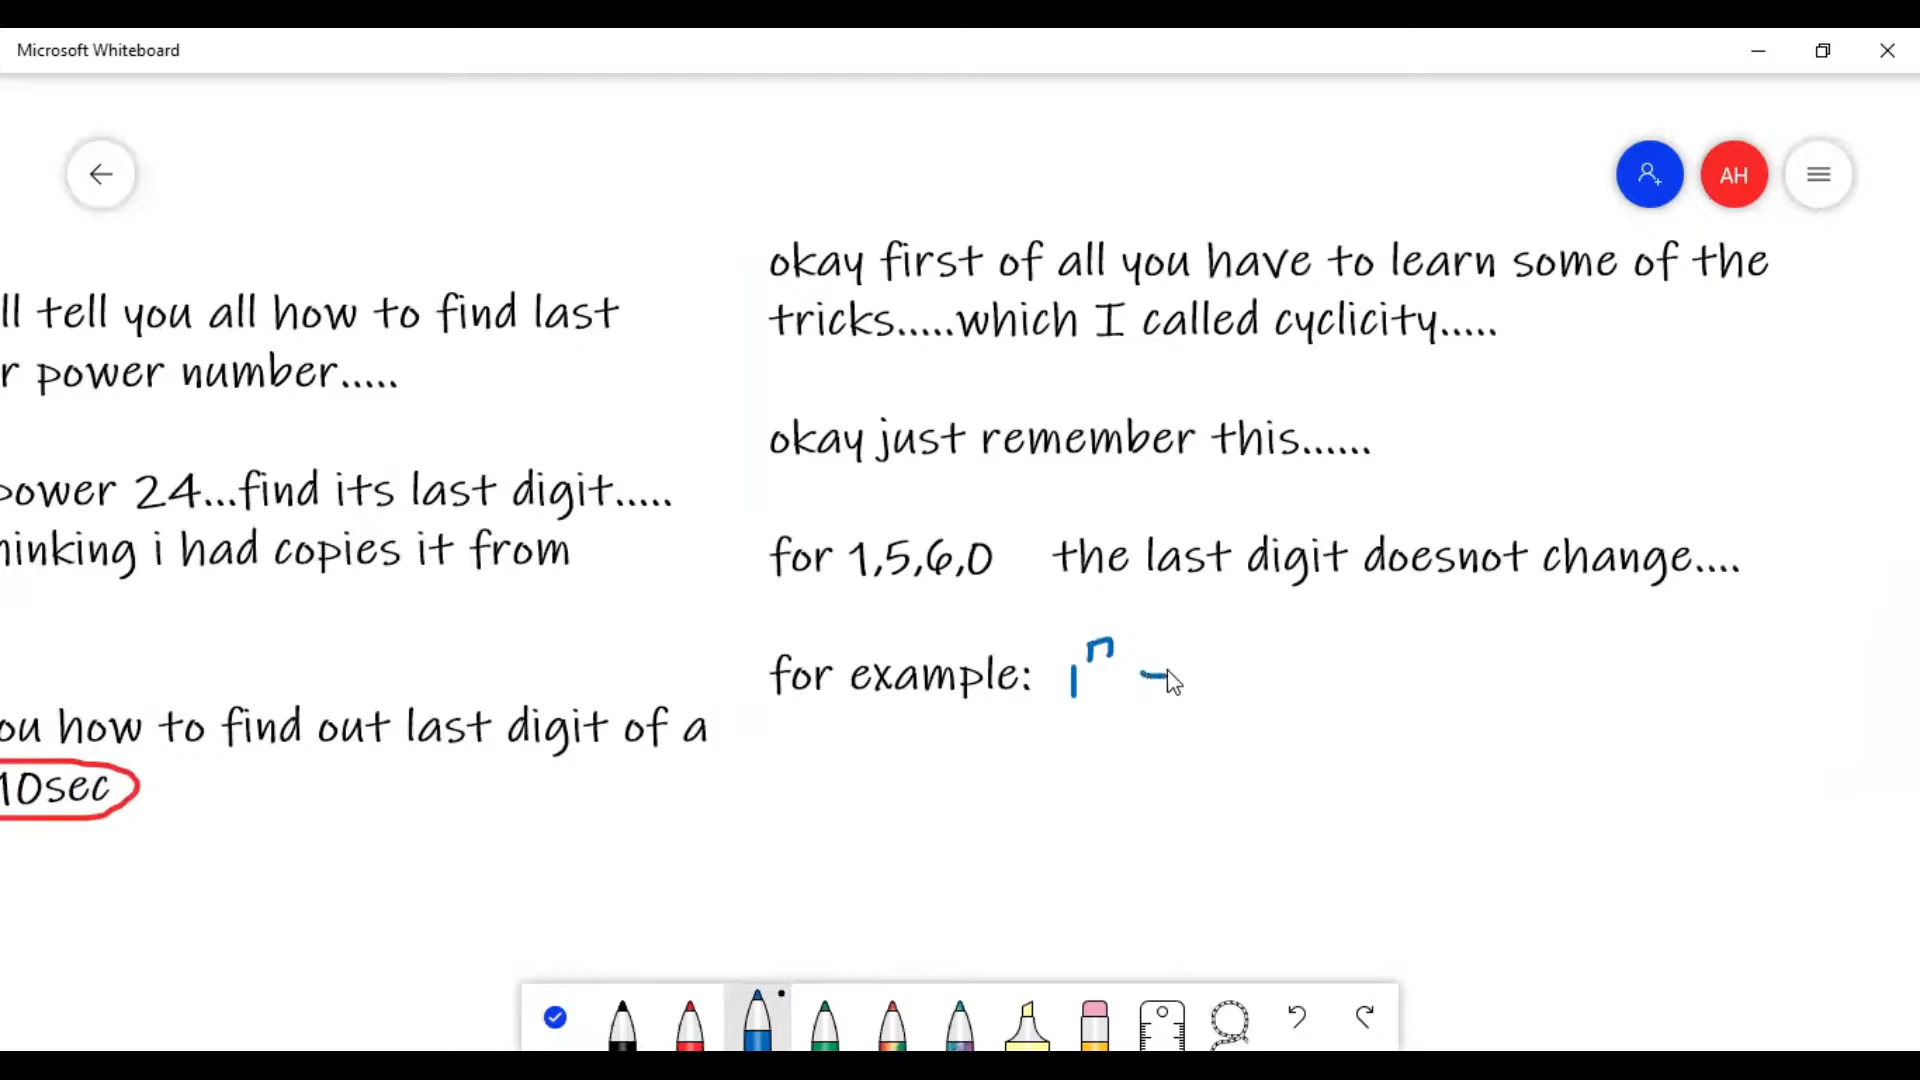 Microsoft Whiteboard
AH
ll tell you all how to find last
r power number.....
power 24...find its last digit.....
hinking i had copies it from
ou how to find out last digit of a
10sec
okay first of all you have to learn some of the
tricks.....which I called cyclicity.....
okay just remember this......
for 1,5,6,0 the last digit doesnot change....
for example: 1ⁿ -